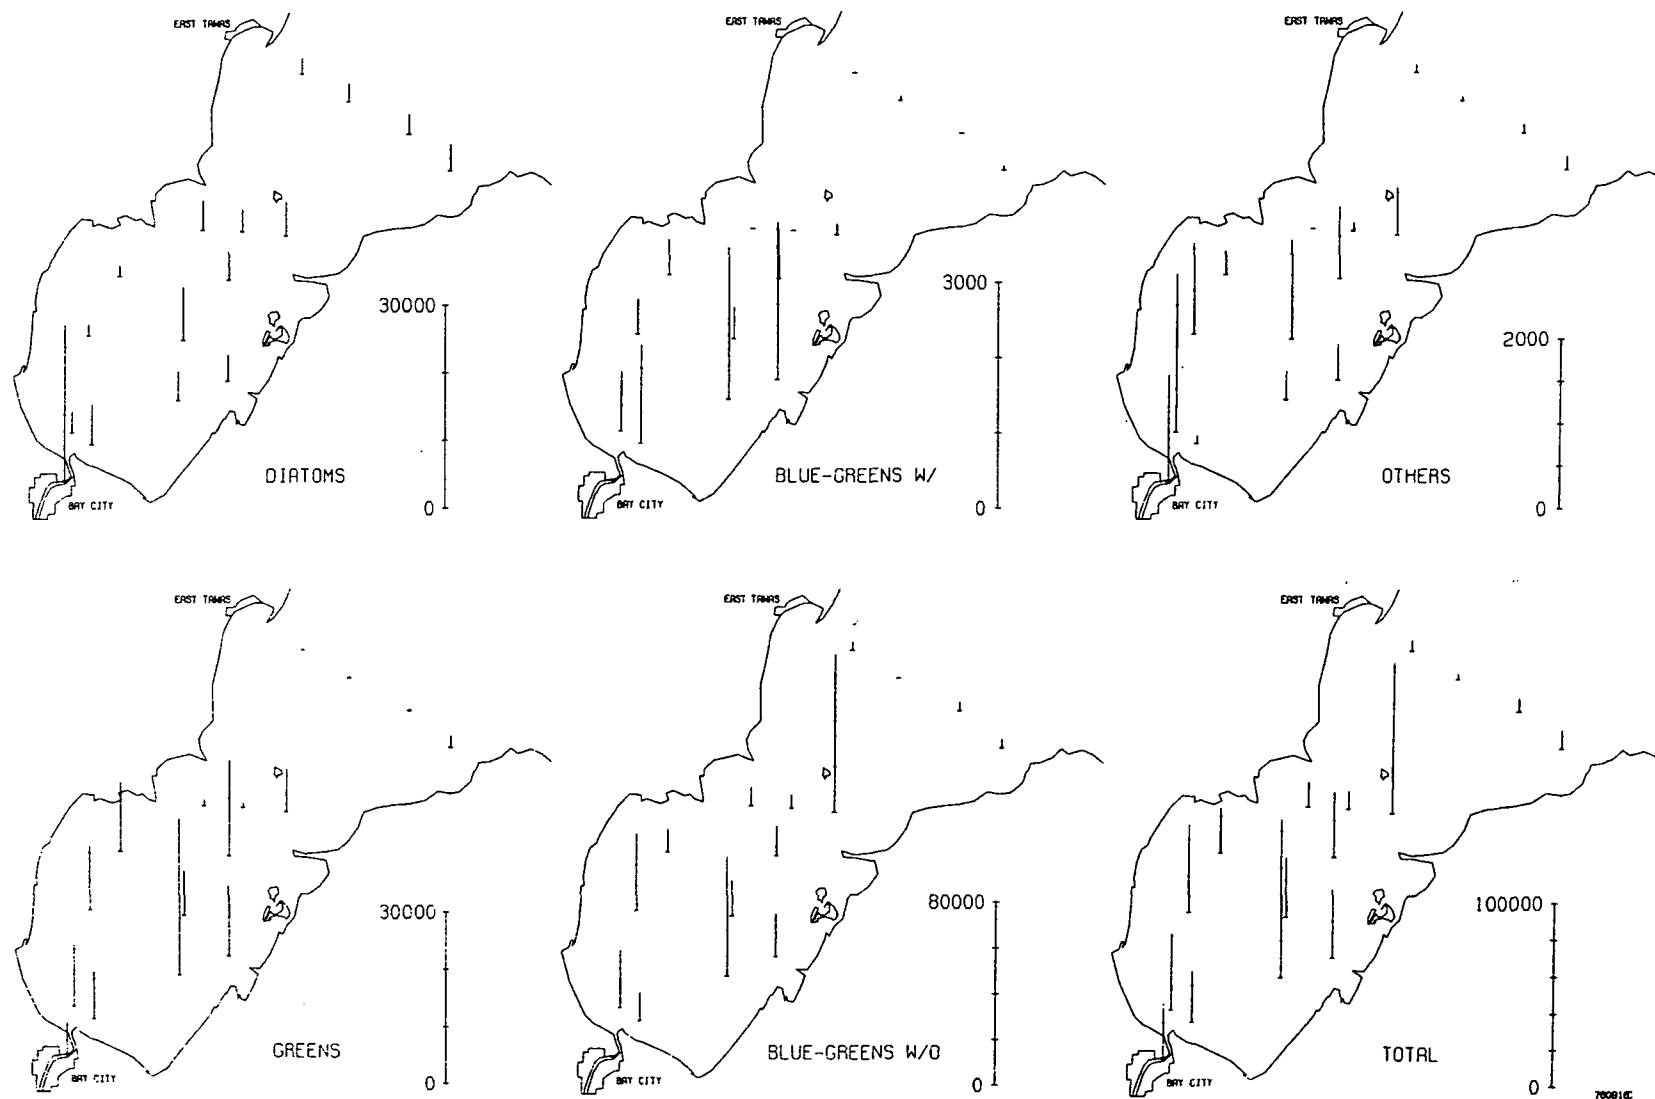 EAST TAWAS
EAST TAWAS
EAST TAWAS
30000
3000
2000
DIATOMS
BLUE-GREENS W/
OTHERS
BAY CITY
BAY CITY
BAY CITY
0
0
0
EAST TAWAS
EAST TAWAS
EAST TAWAS
30000
80000
100000
GREENS
BLUE-GREENS W/O
TOTAL
BAY CITY
BAY CITY
BAY CITY
0
0
0